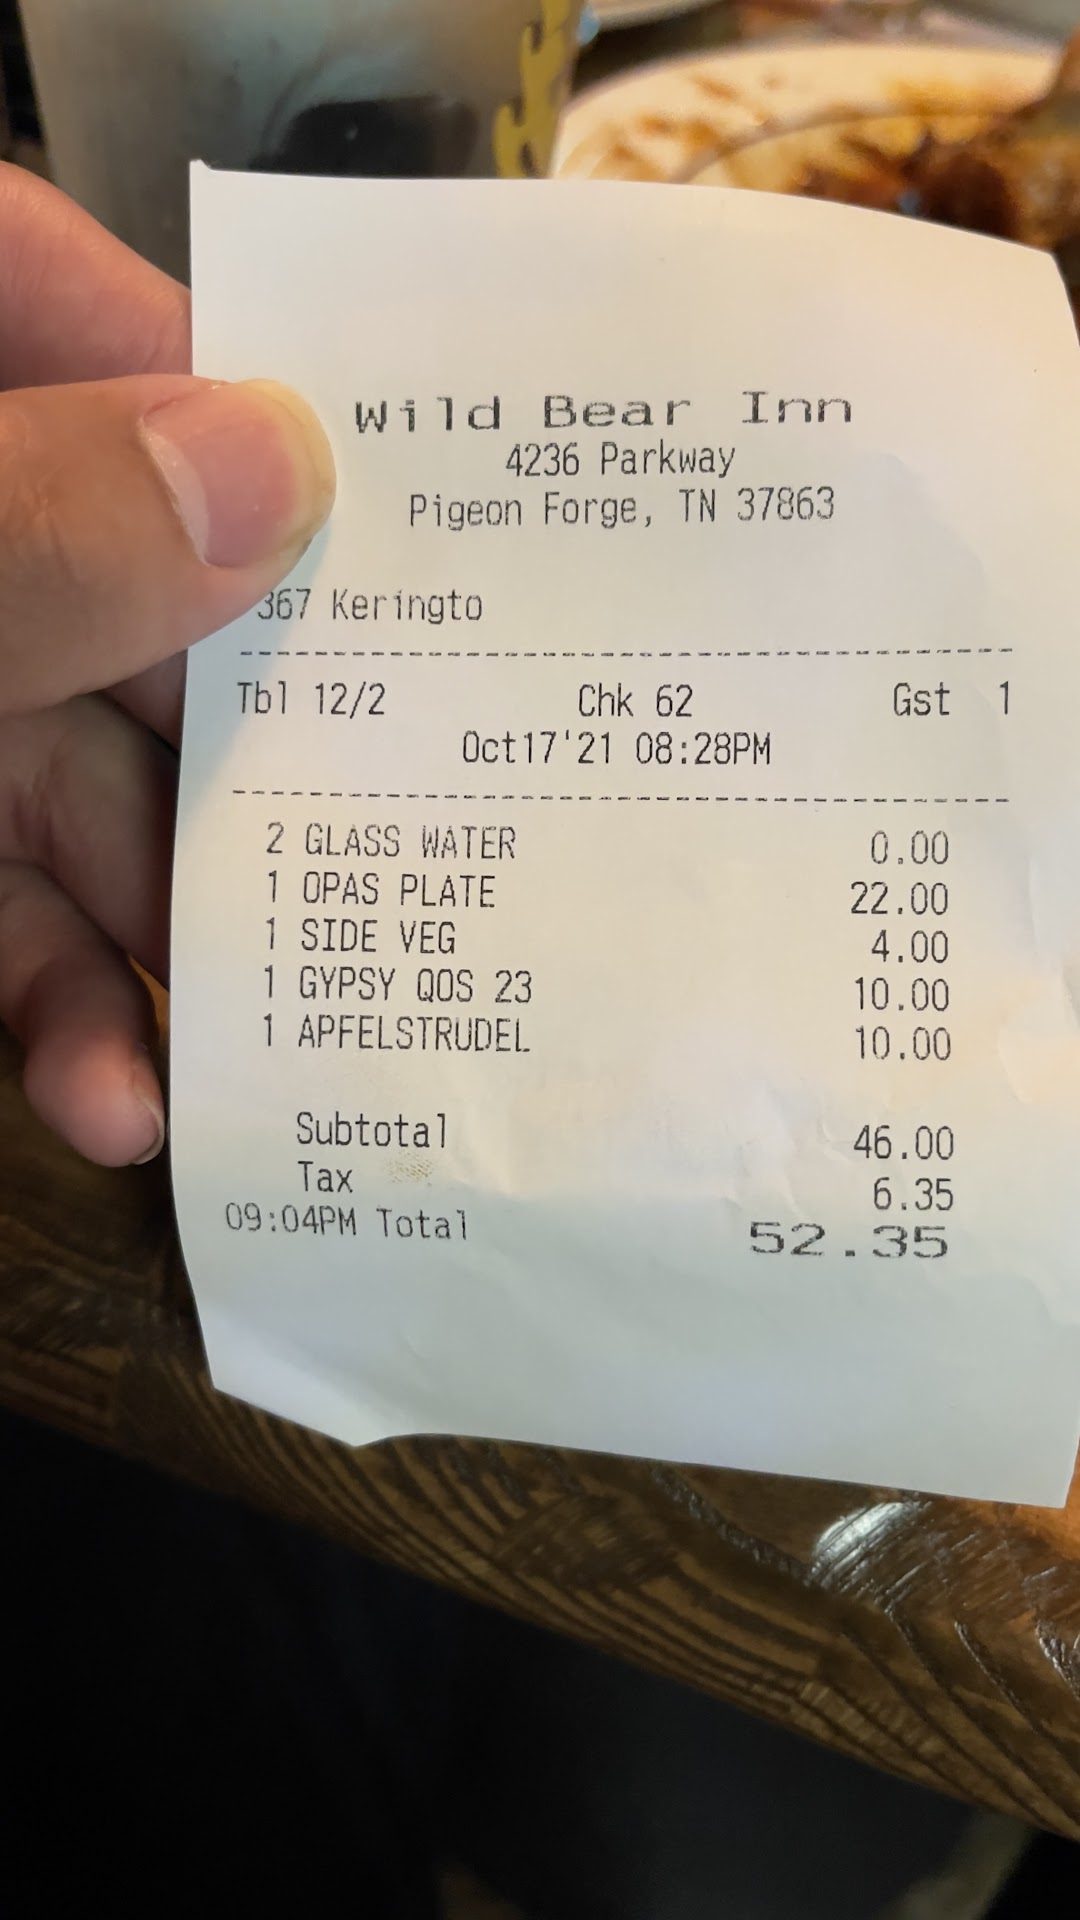 Wild Bear Inn
4236 Parkway
Pigeon Forge, TN 37863
367 Keringto
Tbl 12/2 Chk 62 Gst 1
Oct17'21 08:28PM
2 GLASS WATER 0.00
1 OPAS PLATE 22.00
1 SIDE VEG 4.00
1 GYPSY QOS 23 10.00
1 APFELSTRUDEL 10.00
Subtotal 46.00
Tax 6.35
09:04PM Total 52.35